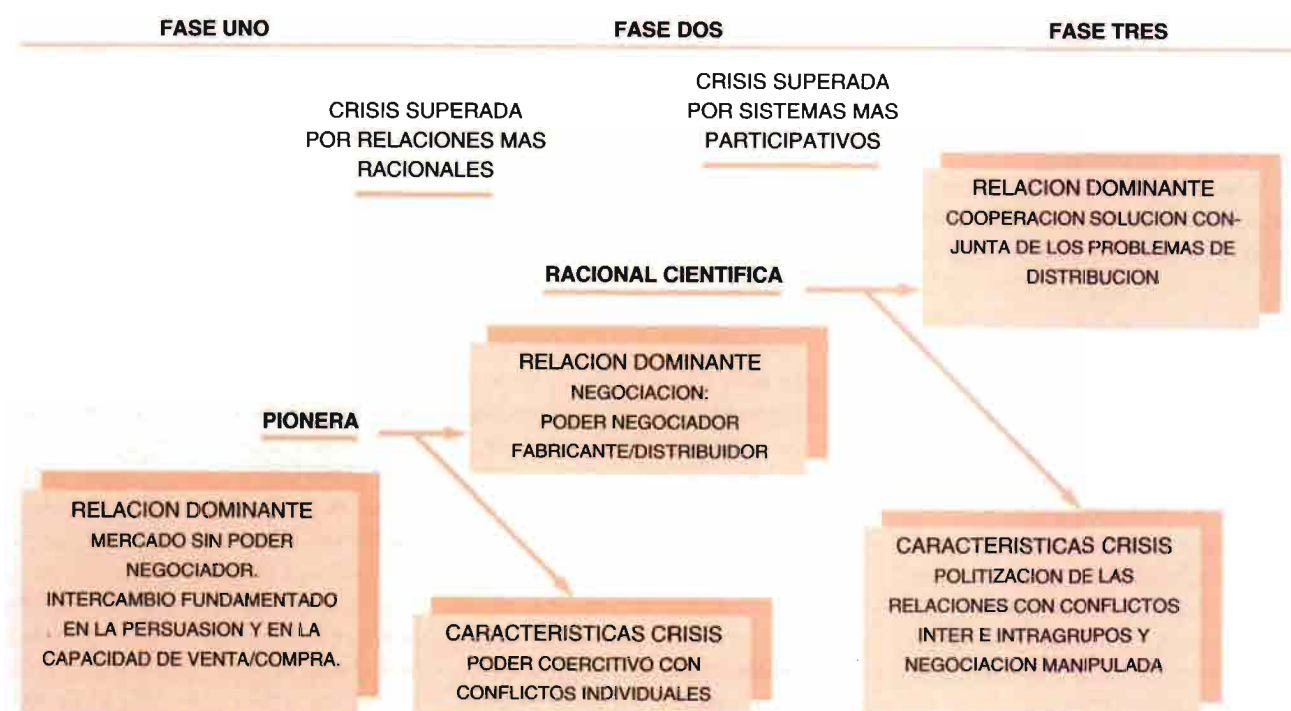 FASE UNO
FASE DOS
FASE TRES
CRISIS SUPERADA
POR RELACIONES MAS
RACIONALES
CRISIS SUPERADA
POR SISTEMAS MAS
PARTICIPATIVOS
RELACION DOMINANTE
COOPERACION SOLUCION CON-
JUNTA DE LOS PROBLEMAS DE
DISTRIBUCION
RACIONAL CIENTIFICA
RELACION DOMINANTE
NEGOCIACION:
PODER NEGOCIADOR
FABRICANTE/DISTRIBUIDOR
PIONERA
RELACION DOMINANTE
MERCADO SIN PODER
NEGOCIADOR.
INTERCAMBIO FUNDAMENTADO
EN LA PERSUASION Y EN LA
CAPACIDAD DE VENTA/COMPRA.
CARACTERISTICAS CRISIS
PODER COERCITIVO CON
CONFLICTOS INDIVIDUALES
CARACTERISTICAS CRISIS
POLITIZACION DE LAS
RELACIONES CON CONFLICTOS
INTER E INTRAGRUPOS Y
NEGOCIACION MANIPULADA